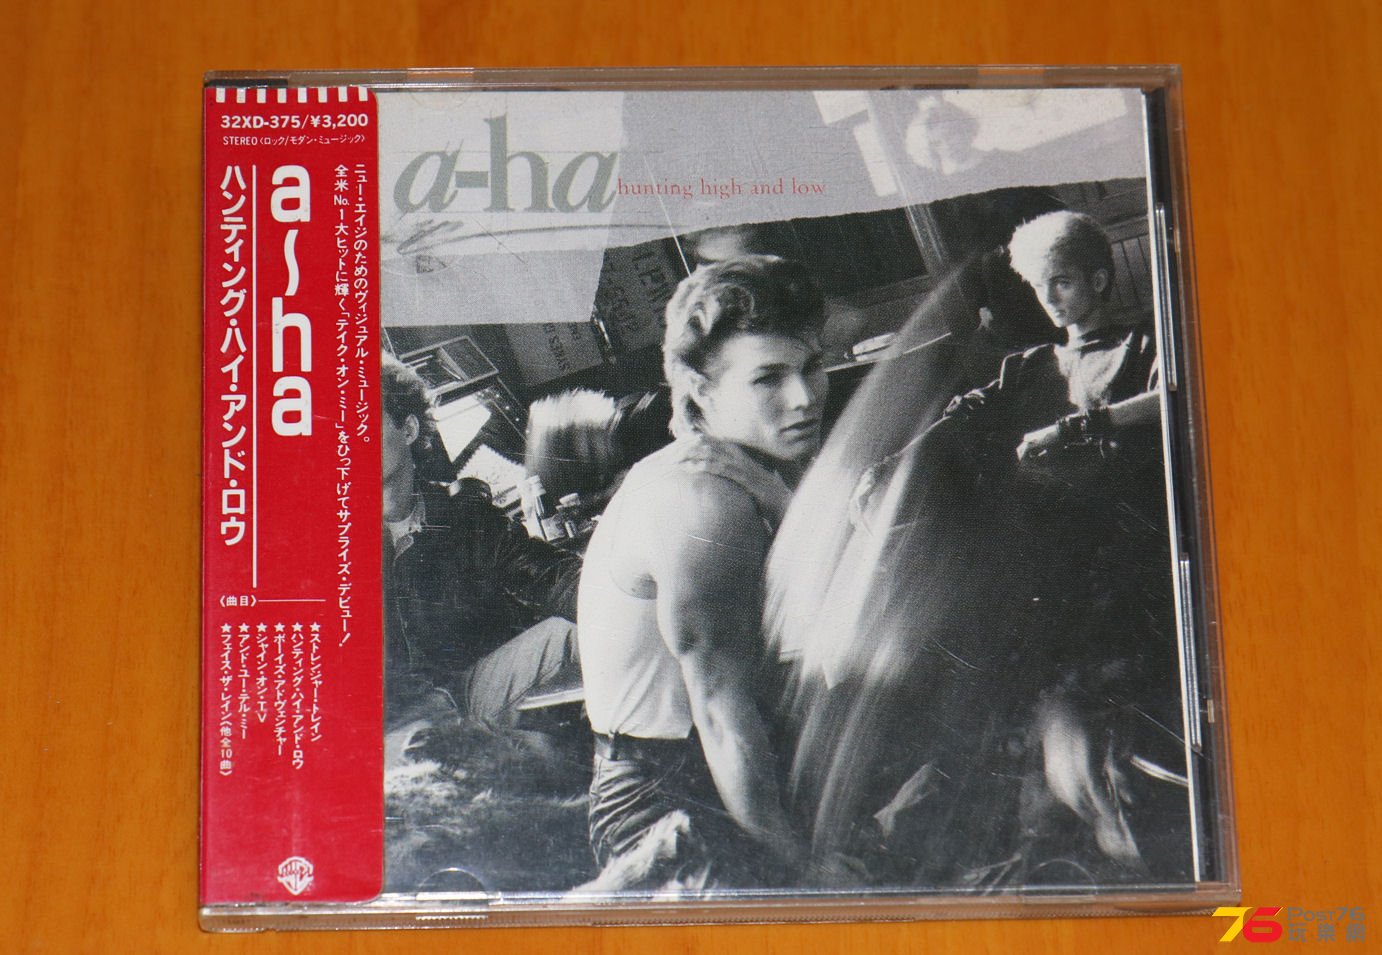 32XD-375/¥3,200
STEREO〈ロック/モダン・ミュージック〉
ニュー・エイジのためのヴィジュアル・ミュージック。
全米No.1大ヒットに輝く、「テイク・オン・ミー」をひっ下げてサプライズ・デビュー!
a~ha
ハンティング・ハイ・アンド・ロウ
《曲目》
★ストレンジャー・トレイン
★ハンティング・ハイ・アンド・ロウ
★ボーイズ・アドヴェンチャー
★シャイン・オン・TV
★アンド・ユー・テル・ミー
★フェイス・ザ・レイン(他全10曲)
a-ha
hunting high and low
76
POST76
玩樂網